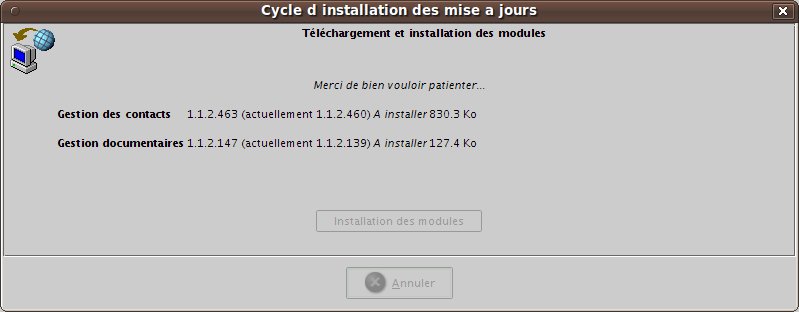 Cycle d installation des mise a jours
Téléchargement et installation des modules
Merci de bien vouloir patienter...
Gestion des contacts 1.1.2.463 (actuellement 1.1.2.460) A installer 830.3 Ko
Gestion documentaires 1.1.2.147 (actuellement 1.1.2.139) A installer 127.4 Ko
Installation des modules
Annuler